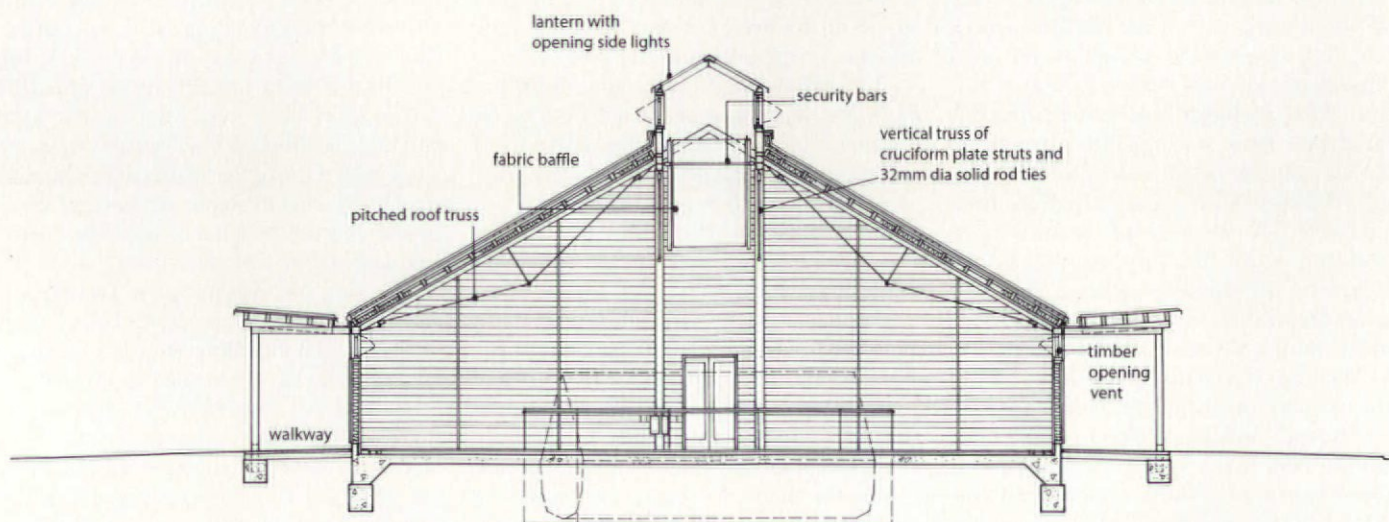 lantern with
opening side lights
security bars
vertical truss of
cruciform plate struts and
32mm dia solid rod ties
fabric baffle
pitched roof truss
timber
opening
vent
walkway